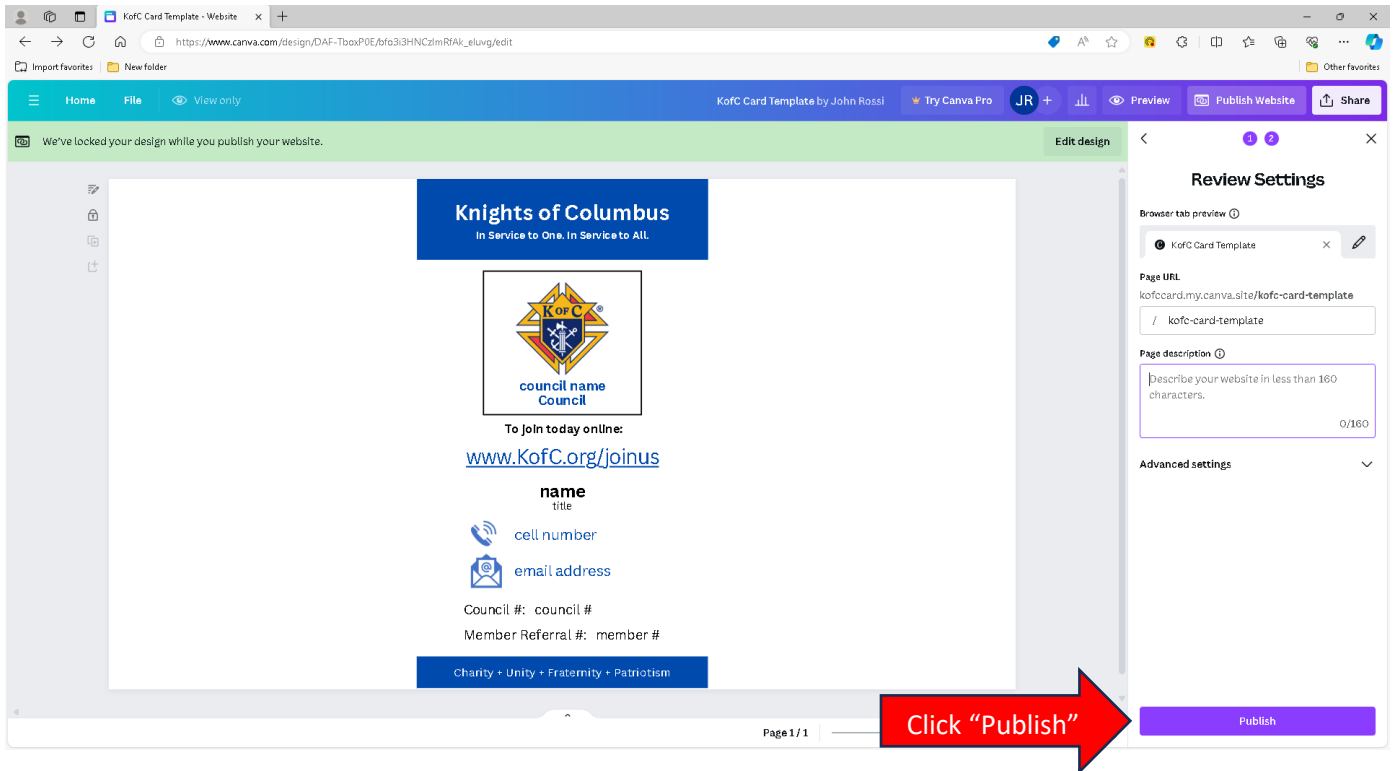 KofC Card Template - Website
https://www.canva.com/design/DAF-TboxP0E/bfo3i3HNCzImRfAk_eluvg/edit
Import favorites
New folder
Other favorites
Home
File
View only
KofC Card Template by John Rossi
Try Canva Pro
JR
Preview
Publish Website
Share
We've locked your design while you publish your website.
Edit design
1 2
Review Settings
Browser tab preview
KofC Card Template
Page URL
kofccard.my.canva.site/kofc-card-template
/ kofc-card-template
Page description
Describe your website in less than 160
characters.
0/160
Advanced settings
Knights of Columbus
In Service to One. In Service to All.
K OF C
council name
Council
To join today online:
www.KofC.org/joinus
name
title
cell number
email address
Council #: council #
Member Referral #: member #
Charity + Unity + Fraternity + Patriotism
Page 1 / 1
Click “Publish”
Publish